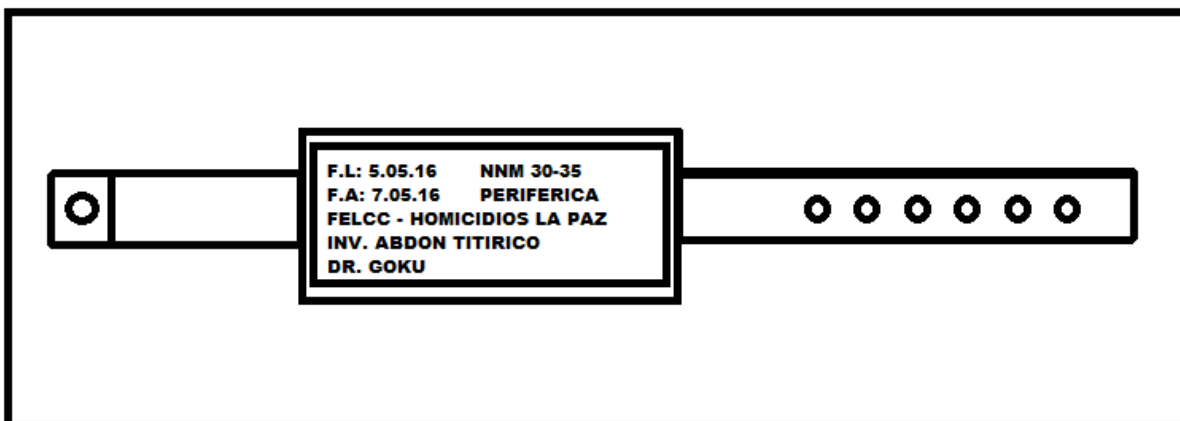 F.L: 5.05.16 NNM 30-35
F.A: 7.05.16 PERIFERICA
FELCC - HOMICIDIOS LA PAZ
INV. ABDON TITIRICO
DR. GOKU